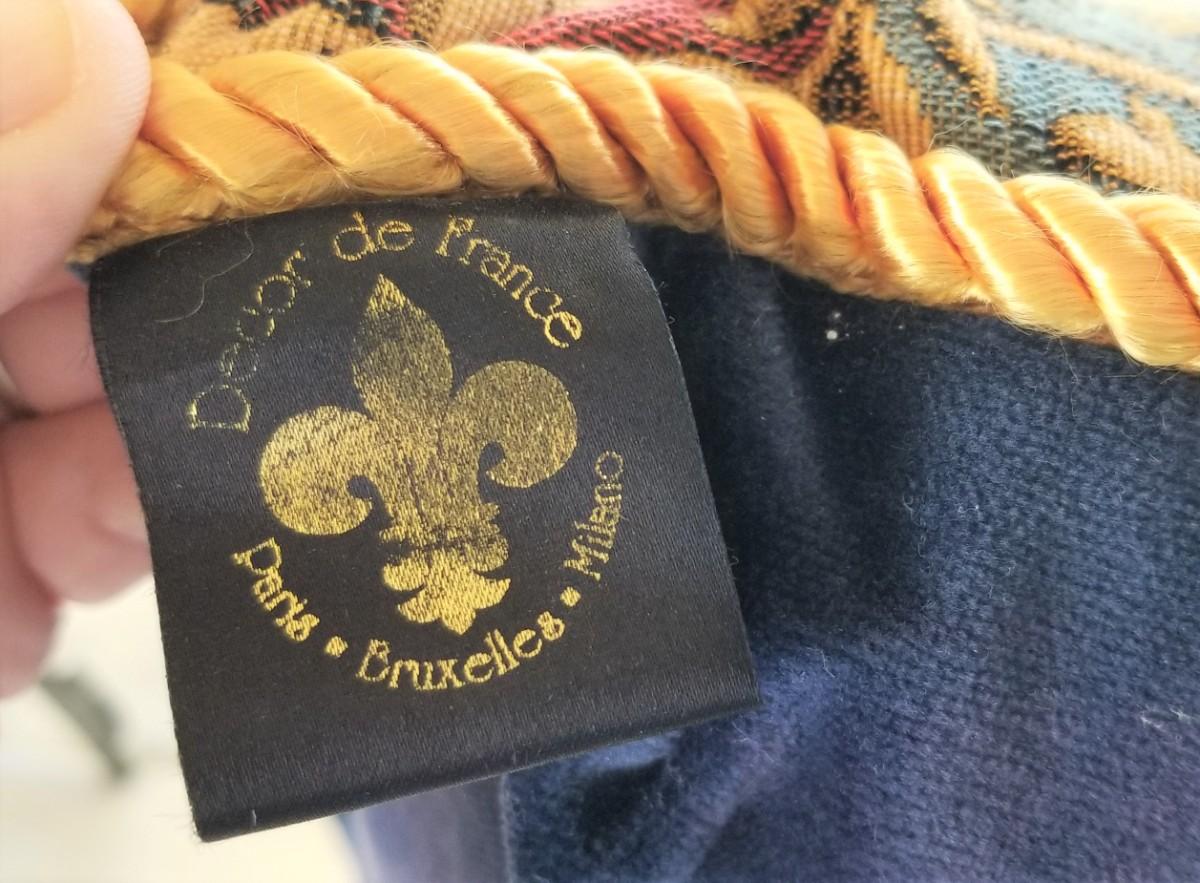 Decor de France
Paris • Bruxelles • Milano